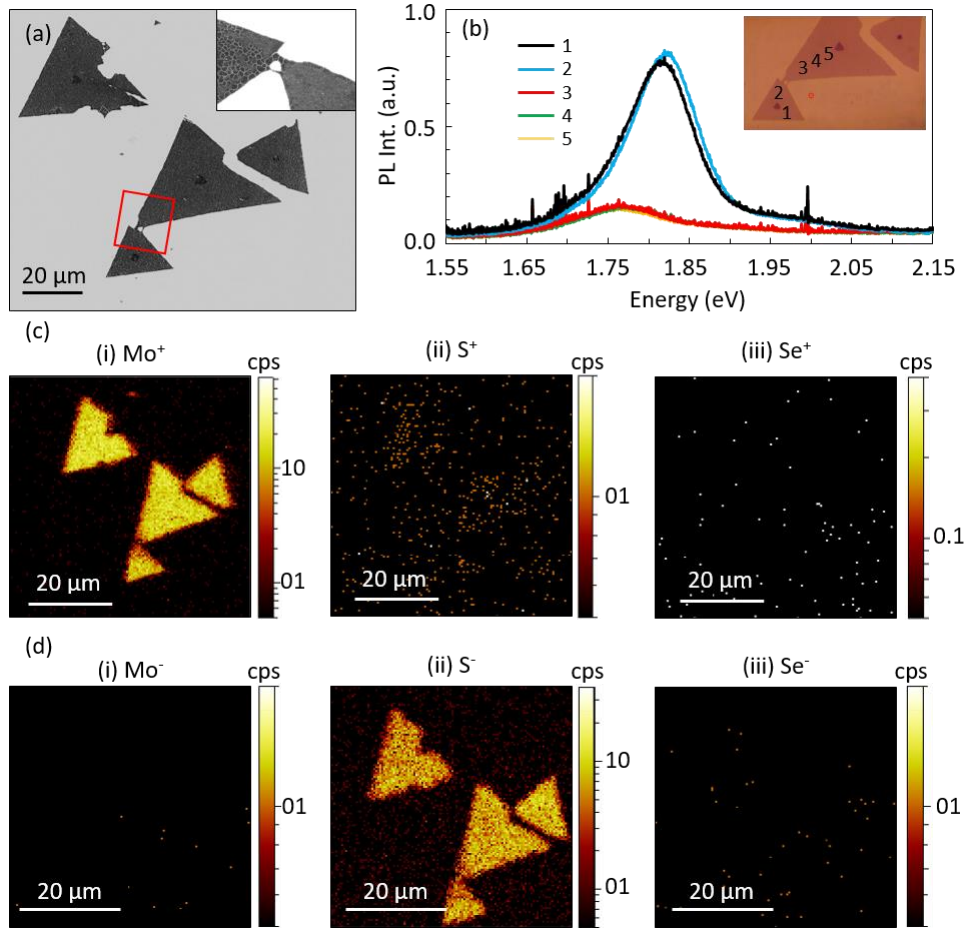 (a)
20 μm
(b)
PL Int. (a.u.)
1.0
0.5
0.0
1
2
3
4
5
1 2 3 4 5
1.55 1.65 1.75 1.85 1.95 2.05 2.15
Energy (eV)
(c)
(i) Mo⁺
cps
10
01
20 μm
(ii) S⁺
cps
01
20 μm
(iii) Se⁺
cps
0.1
20 μm
(d)
(i) Mo⁻
cps
01
20 μm
(ii) S⁻
cps
10
01
20 μm
(iii) Se⁻
cps
01
20 μm